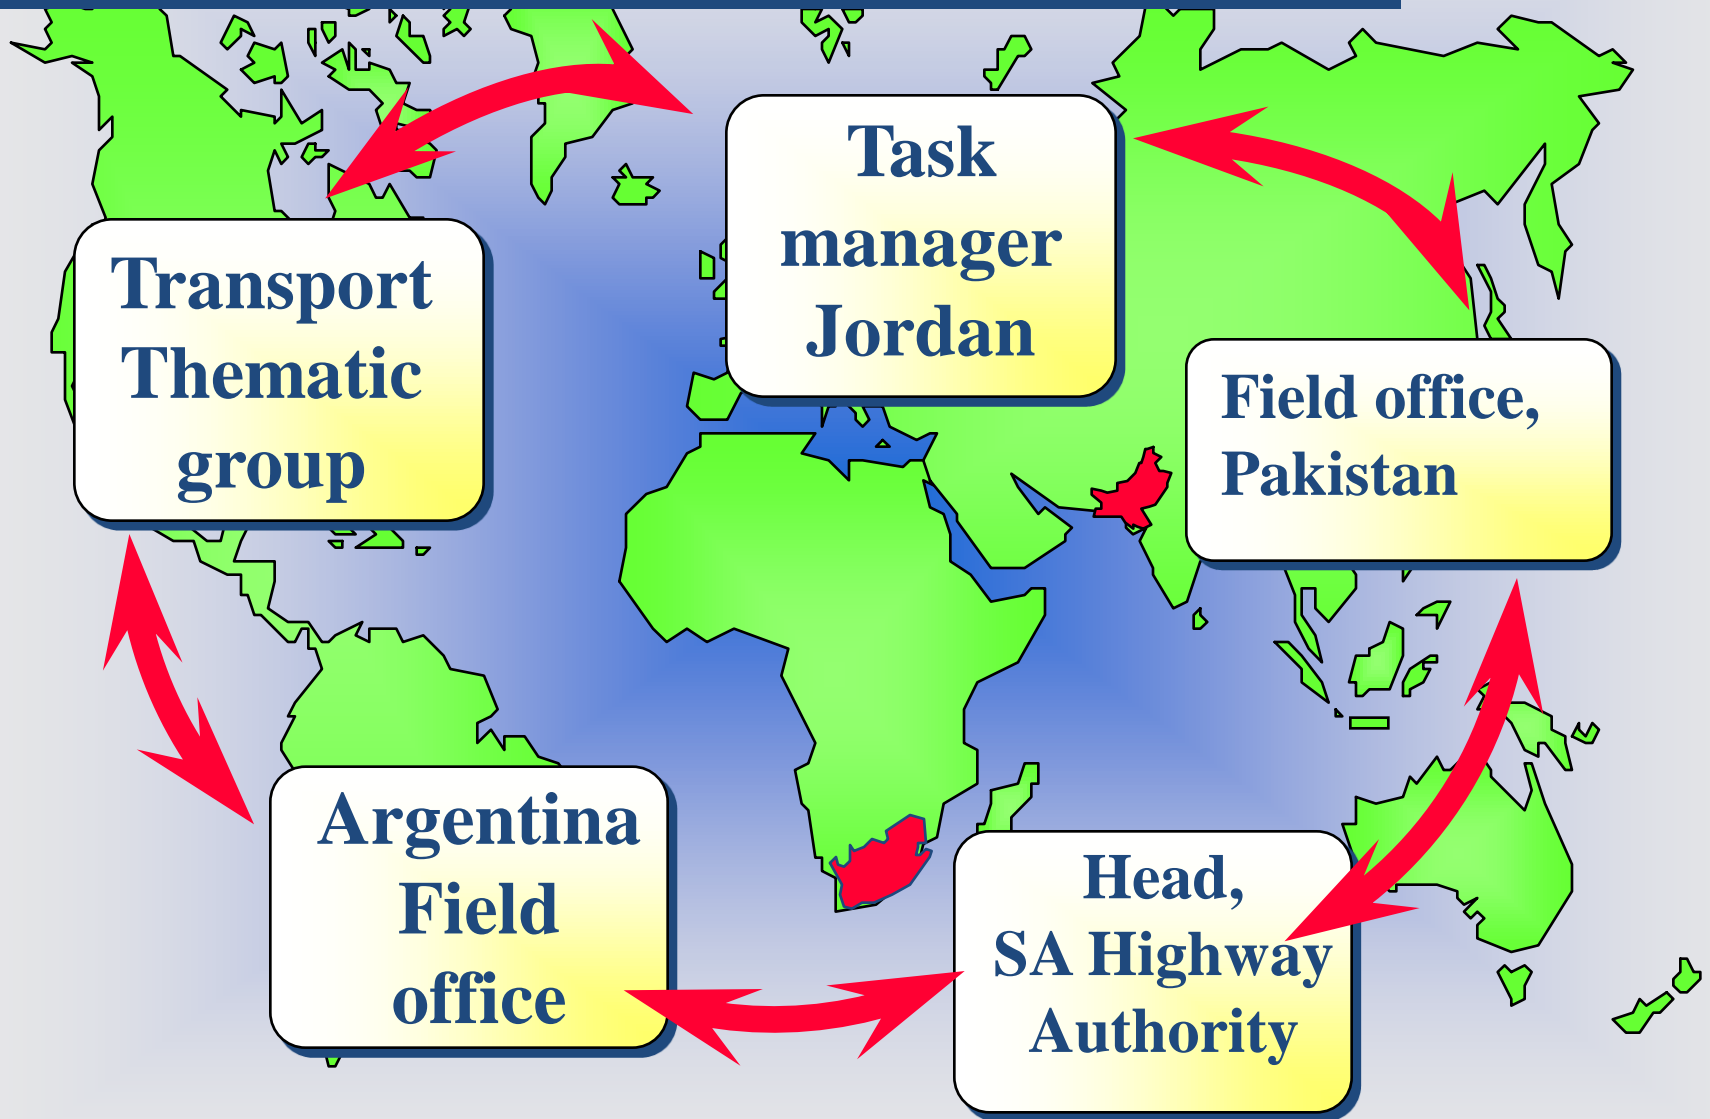 Task
manager
Jordan
Transport
Thematic
group
Field office,
Pakistan
Argentina
Field
office
Head,
SA Highway
Authority